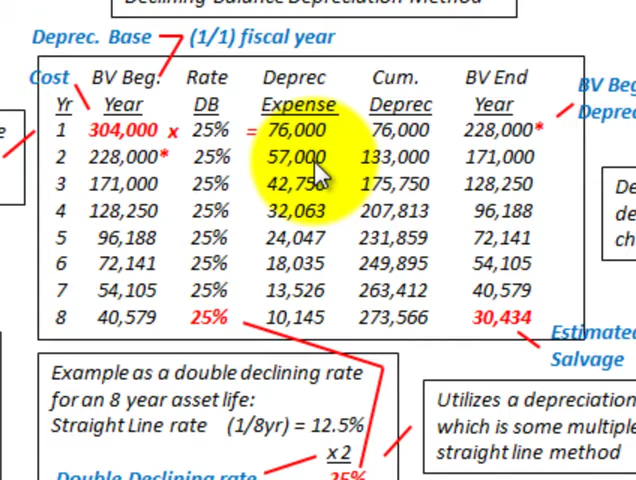 Declining Balance Depreciation Method
Deprec. Base (1/1) fiscal year
Cost BV Beg. Rate Deprec Cum. BV End
Yr Year DB Expense Deprec Year
1 304,000 x 25% = 76,000 76,000 228,000*
2 228,000* 25% 57,000 133,000 171,000
3 171,000 25% 42,750 175,750 128,250
4 128,250 25% 32,063 207,813 96,188
5 96,188 25% 24,047 231,859 72,141
6 72,141 25% 18,035 249,895 54,105
7 54,105 25% 13,526 263,412 40,579
8 40,579 25% 10,145 273,566 30,434
BV Beg
Deprec
De
de
ch
Estimated
Salvage
Example as a double declining rate
for an 8 year asset life:
Straight Line rate (1/8yr) = 12.5%
x 2
Double Declining rate 25%
Utilizes a depreciation
which is some multiple
straight line method